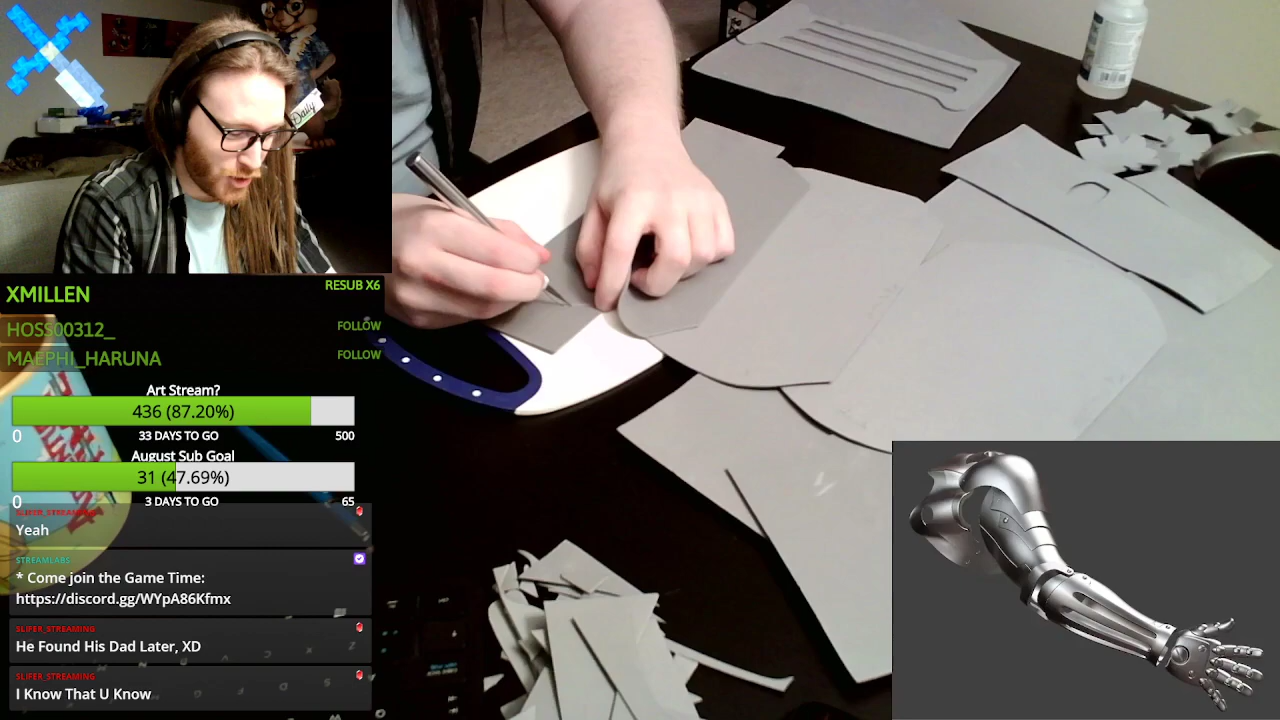 Daily
XMILLEN
RESUB X6
HOSS00312_
FOLLOW
MAEPHI_HARUNA
FOLLOW
Art Stream?
436 (87.20%)
0
33 DAYS TO GO
500
August Sub Goal
31 (47.69%)
0
3 DAYS TO GO
65
SLIFER_STREAMING
Yeah
STREAMLABS
* Come join the Game Time:
https://discord.gg/WYpA86Kfmx
SLIFER_STREAMING
He Found His Dad Later, XD
SLIFER_STREAMING
I Know That U Know